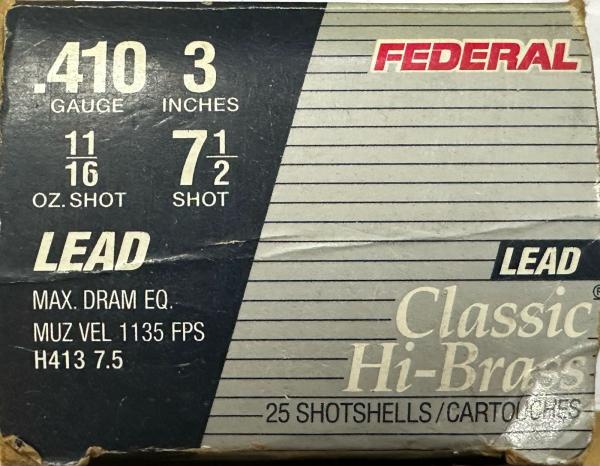 .410 3
GAUGE INCHES
11/16 7 1/2
OZ. SHOT SHOT
LEAD
MAX. DRAM EQ.
MUZ VEL 1135 FPS
H413 7.5
FEDERAL
LEAD
Classic ®
Hi-Brass
25 SHOTSHELLS/CARTOUCHES